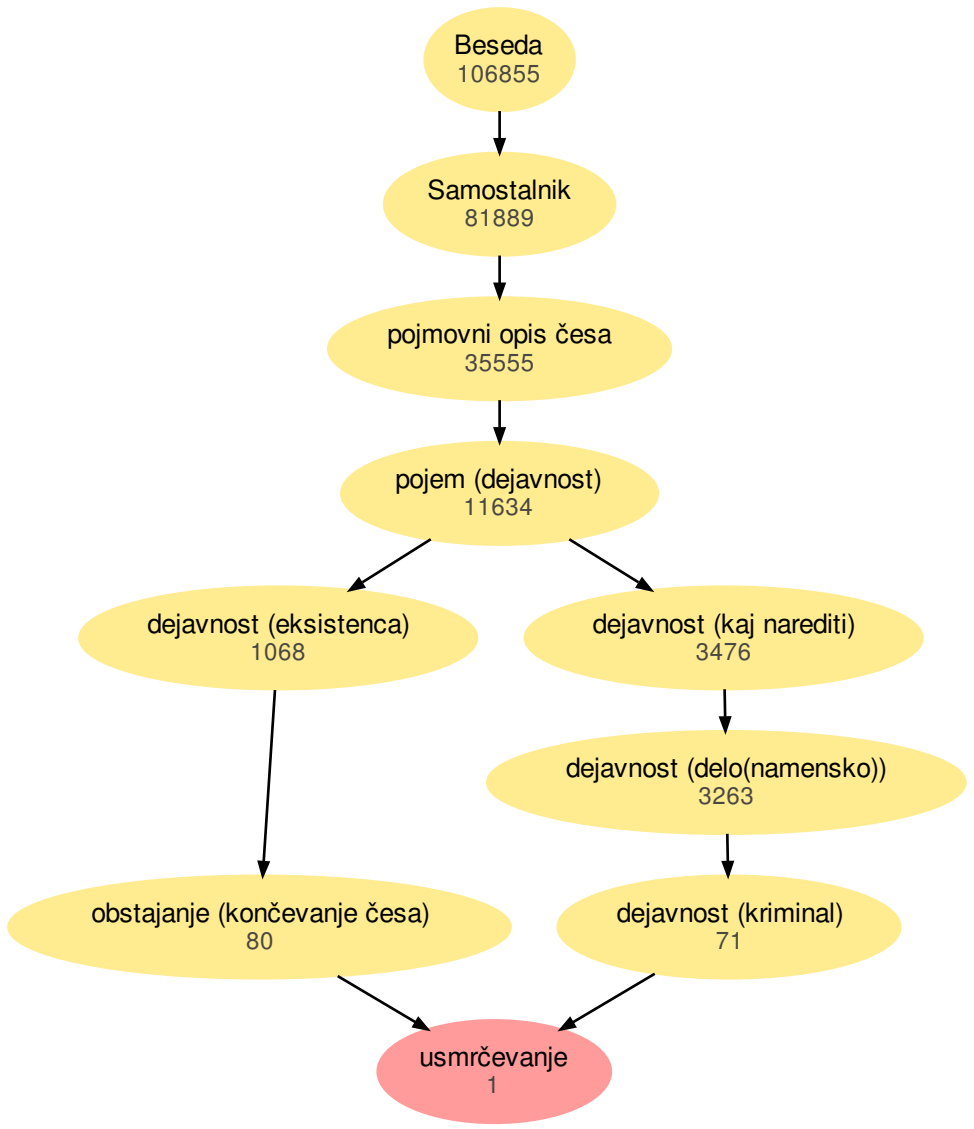 Beseda
106855
Samostalnik
81889
pojmovni opis česa
35555
pojem (dejavnost)
11634
dejavnost (eksistenca)
1068
dejavnost (kaj narediti)
3476
dejavnost (delo(namensko))
3263
obstajanje (končevanje česa)
80
dejavnost (kriminal)
71
usmrčevanje
1